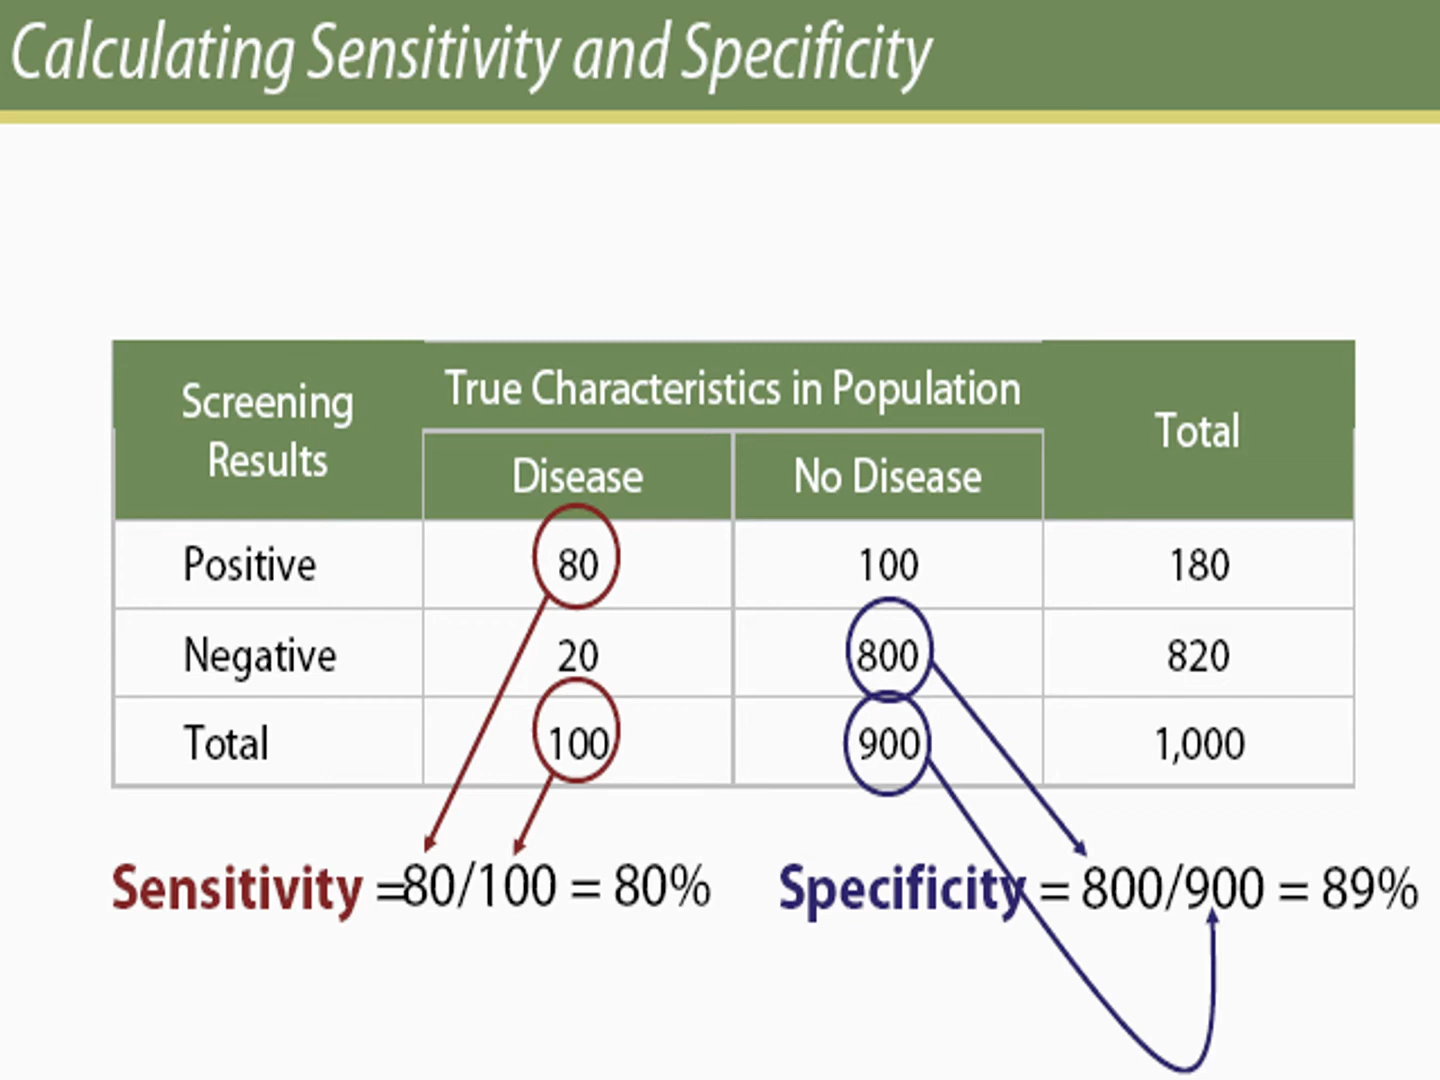 Calculating Sensitivity and Specificity
Screening Results
True Characteristics in Population
Total
Disease
No Disease
Positive 80 100 180
Negative 20 800 820
Total 100 900 1,000
Sensitivity =80/100 = 80%
Specificity = 800/900 = 89%